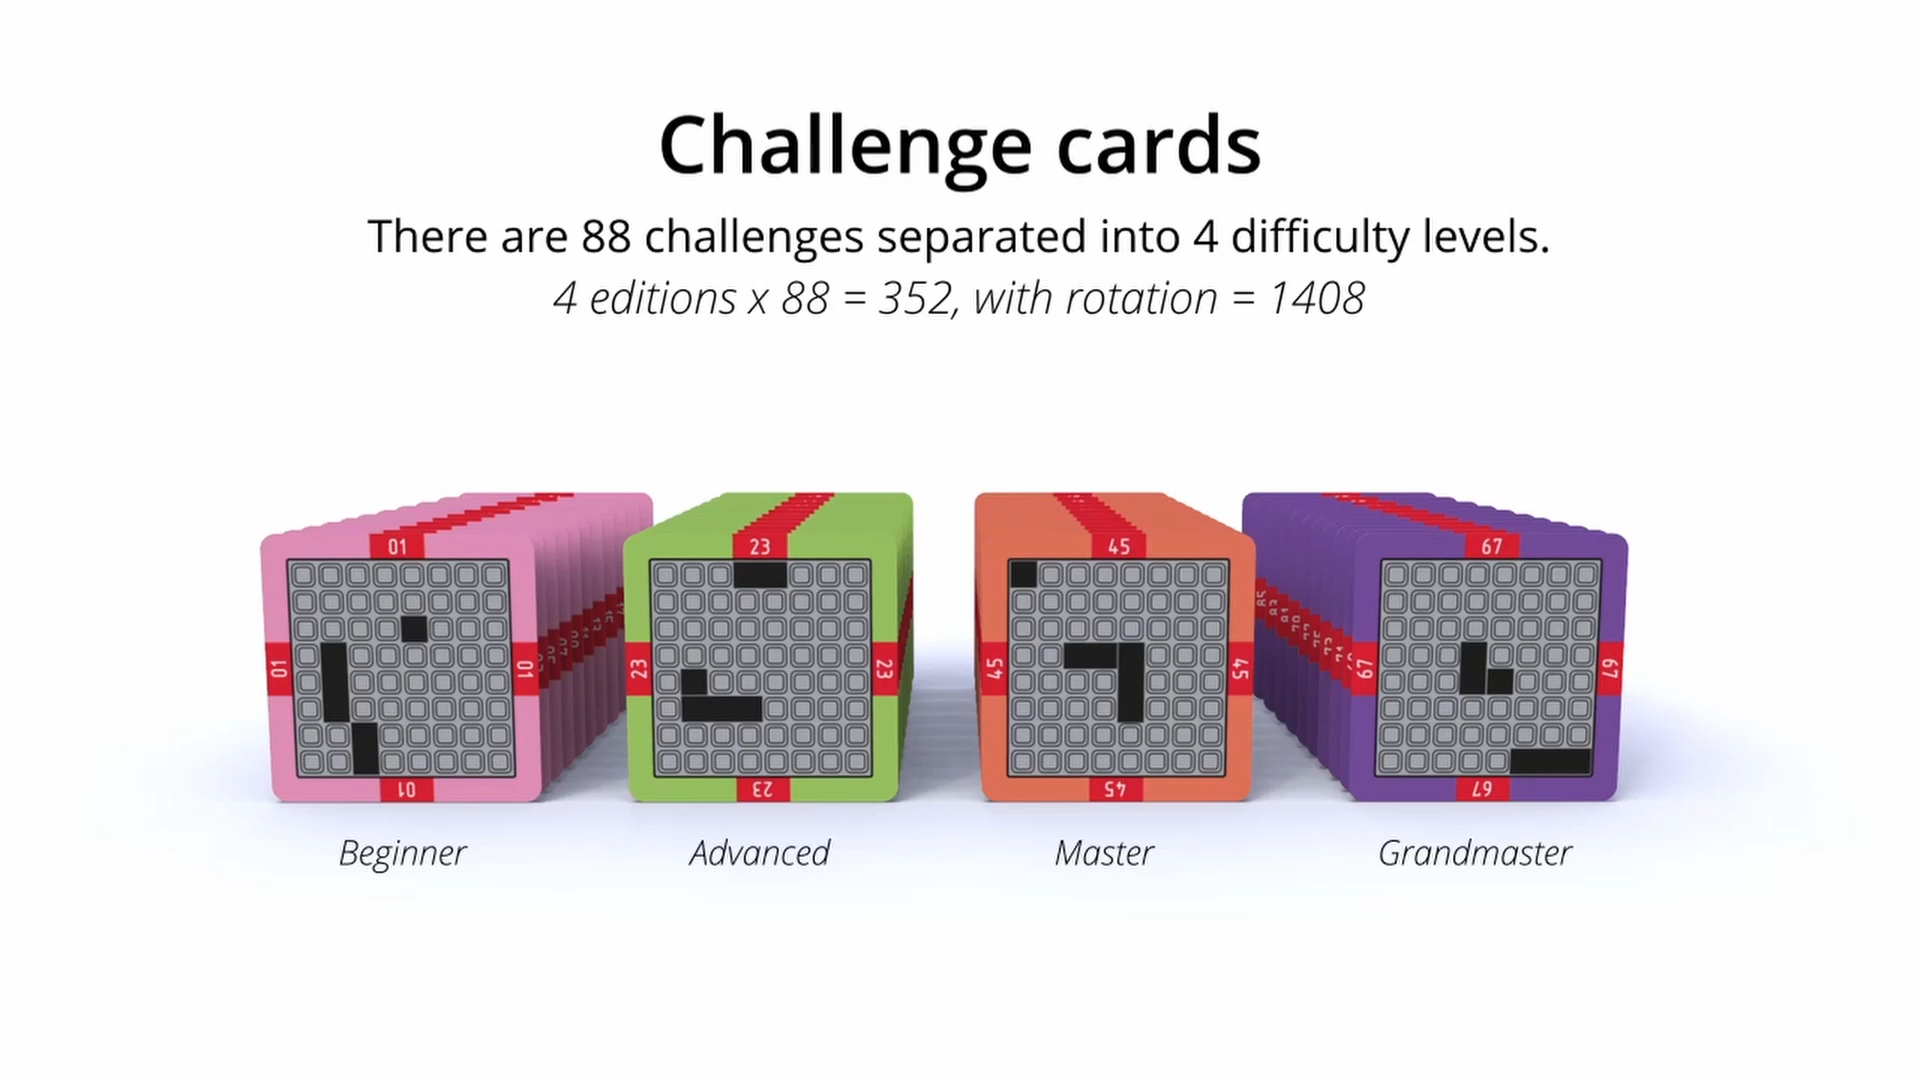 Challenge cards
There are 88 challenges separated into 4 difficulty levels.
4 editions x 88 = 352, with rotation = 1408
01
23
45
67
01
01
23
23
45
45
67
67
01
23
45
67
Beginner
Advanced
Master
Grandmaster